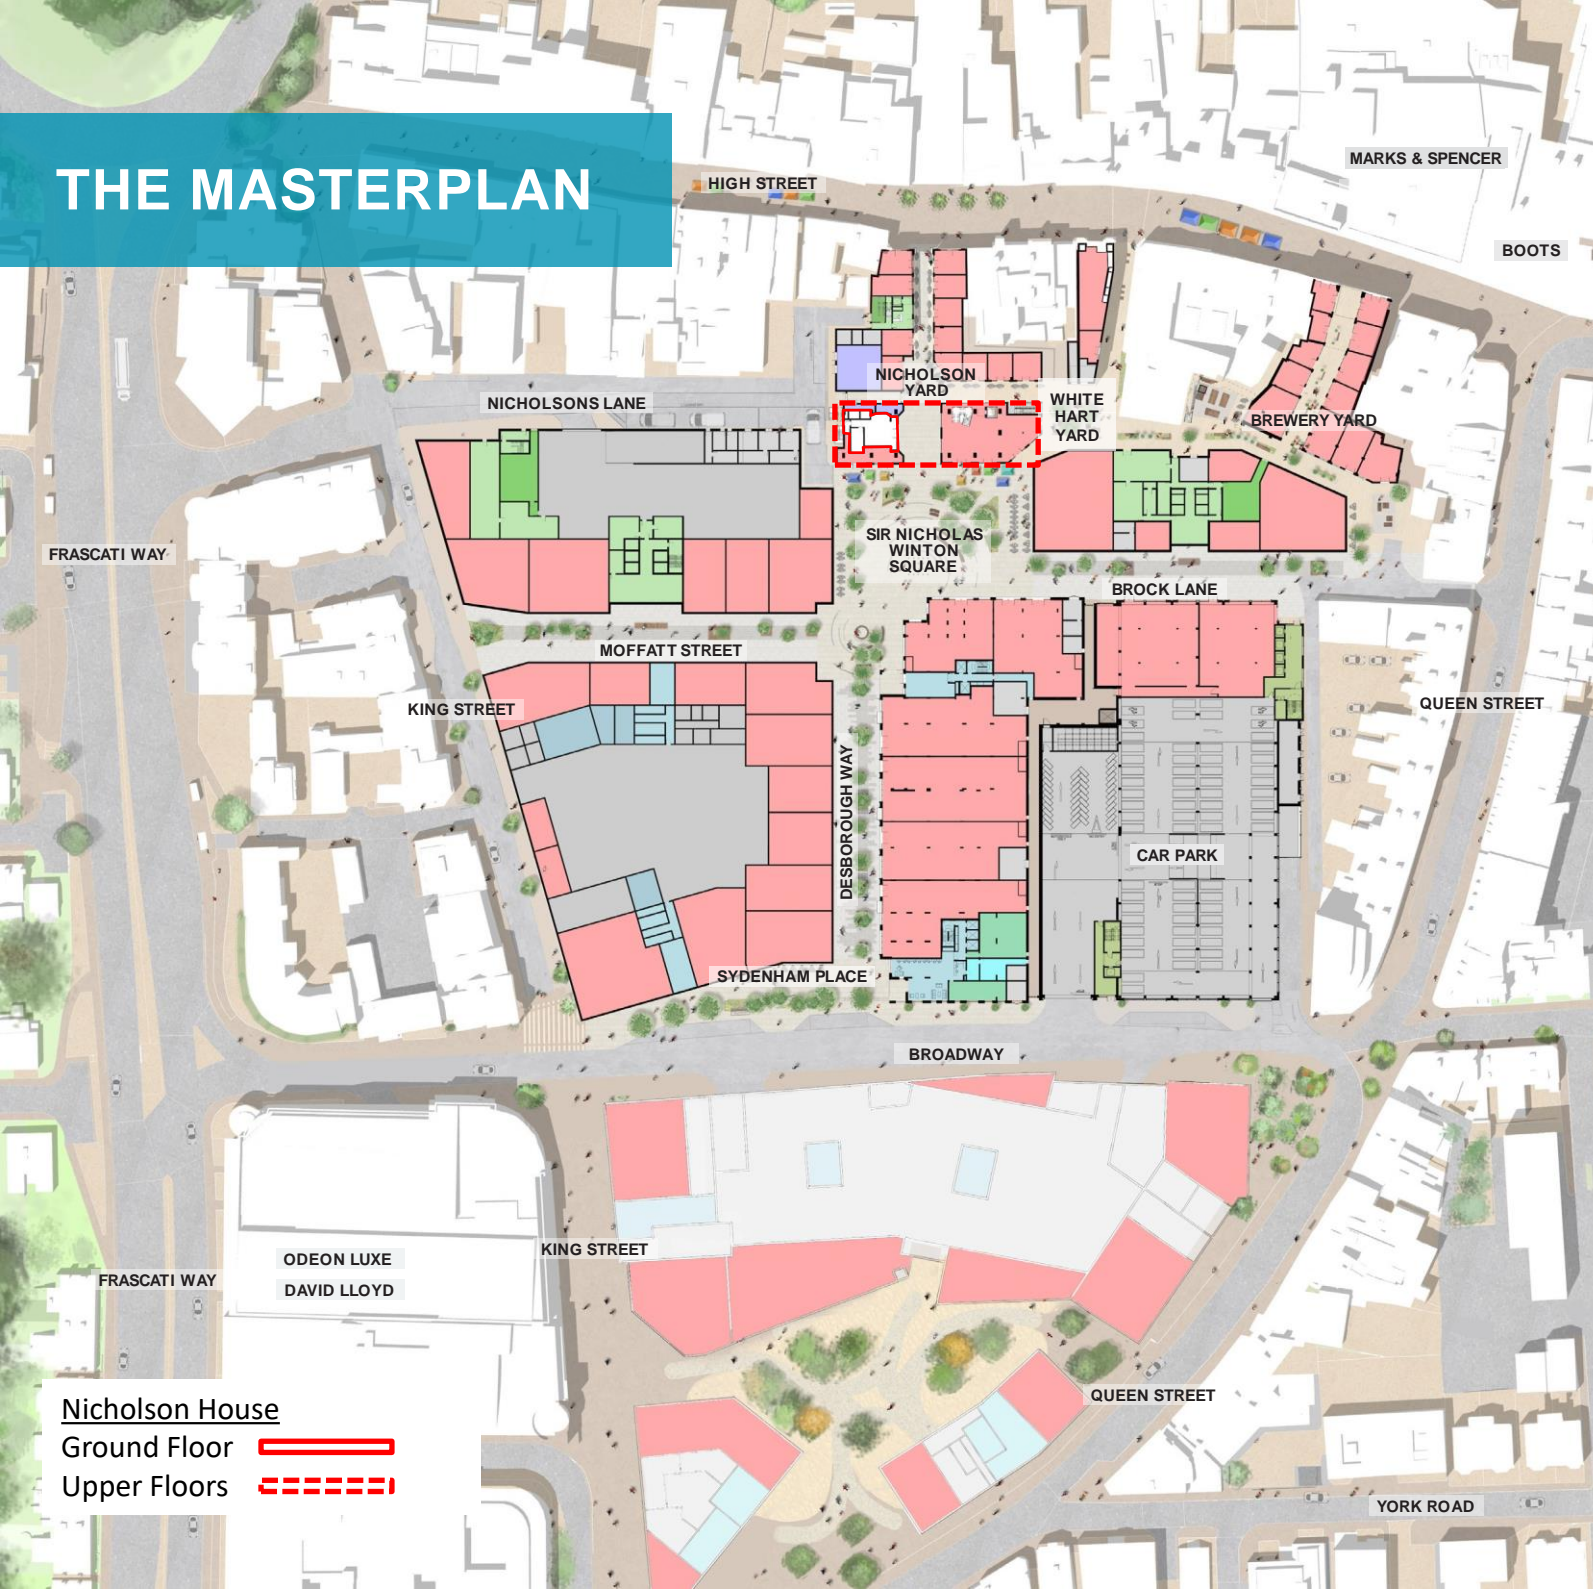 THE MASTERPLAN
MARKS & SPENCER
HIGH STREET
BOOTS
NICHOLSON
YARD
NICHOLSONS LANE
WHITE
HART
YARD
BREWERY YARD
SIR NICHOLAS
WINTON
SQUARE
FRASCATI WAY
BROCK LANE
MOFFATT STREET
KING STREET
QUEEN STREET
DESBOROUGH WAY
CAR PARK
SYDENHAM PLACE
BROADWAY
KING STREET
ODEON LUXE
DAVID LLOYD
FRASCATI WAY
QUEEN STREET
YORK ROAD
Nicholson House
Ground Floor
Upper Floors